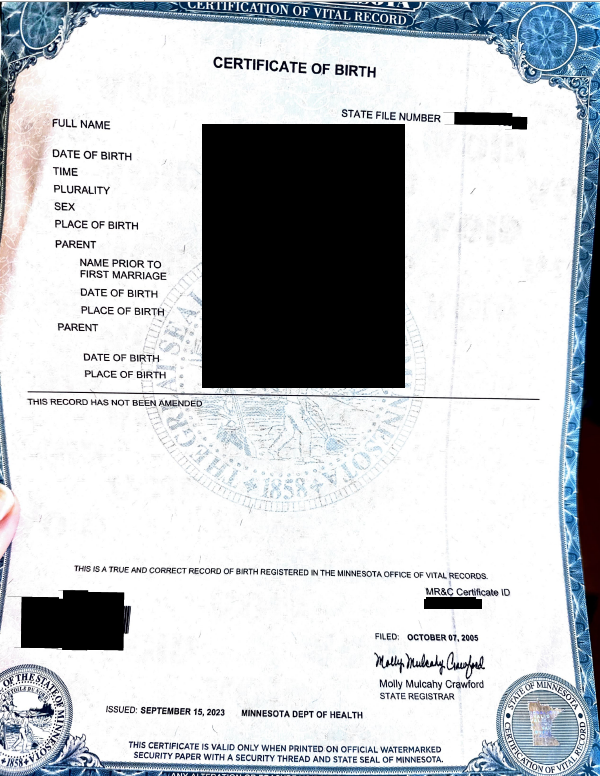 MINNESOTA
CERTIFICATION OF VITAL RECORD
CERTIFICATE OF BIRTH
STATE FILE NUMBER
FULL NAME
DATE OF BIRTH
TIME
PLURALITY
SEX
PLACE OF BIRTH
PARENT
NAME PRIOR TO
FIRST MARRIAGE
DATE OF BIRTH
PLACE OF BIRTH
PARENT
DATE OF BIRTH
PLACE OF BIRTH
THIS RECORD HAS NOT BEEN AMENDED
THE GREAT SEAL MINNESOTA
1858
THIS IS A TRUE AND CORRECT RECORD OF BIRTH REGISTERED IN THE MINNESOTA OFFICE OF VITAL RECORDS.
MR&C Certificate ID
FILED: OCTOBER 07, 2005
Molly Mulcahy Crawford
Molly Mulcahy Crawford
STATE REGISTRAR
ISSUED: SEPTEMBER 15, 2023 MINNESOTA DEPT OF HEALTH
OF THE STATE OF
1858
STATE OF MINNESOTA
CERTIFICATION OF VITAL RECORD
THIS CERTIFICATE IS VALID ONLY WHEN PRINTED ON OFFICIAL WATERMARKED
SECURITY PAPER WITH A SECURITY THREAD AND STATE SEAL OF MINNESOTA.